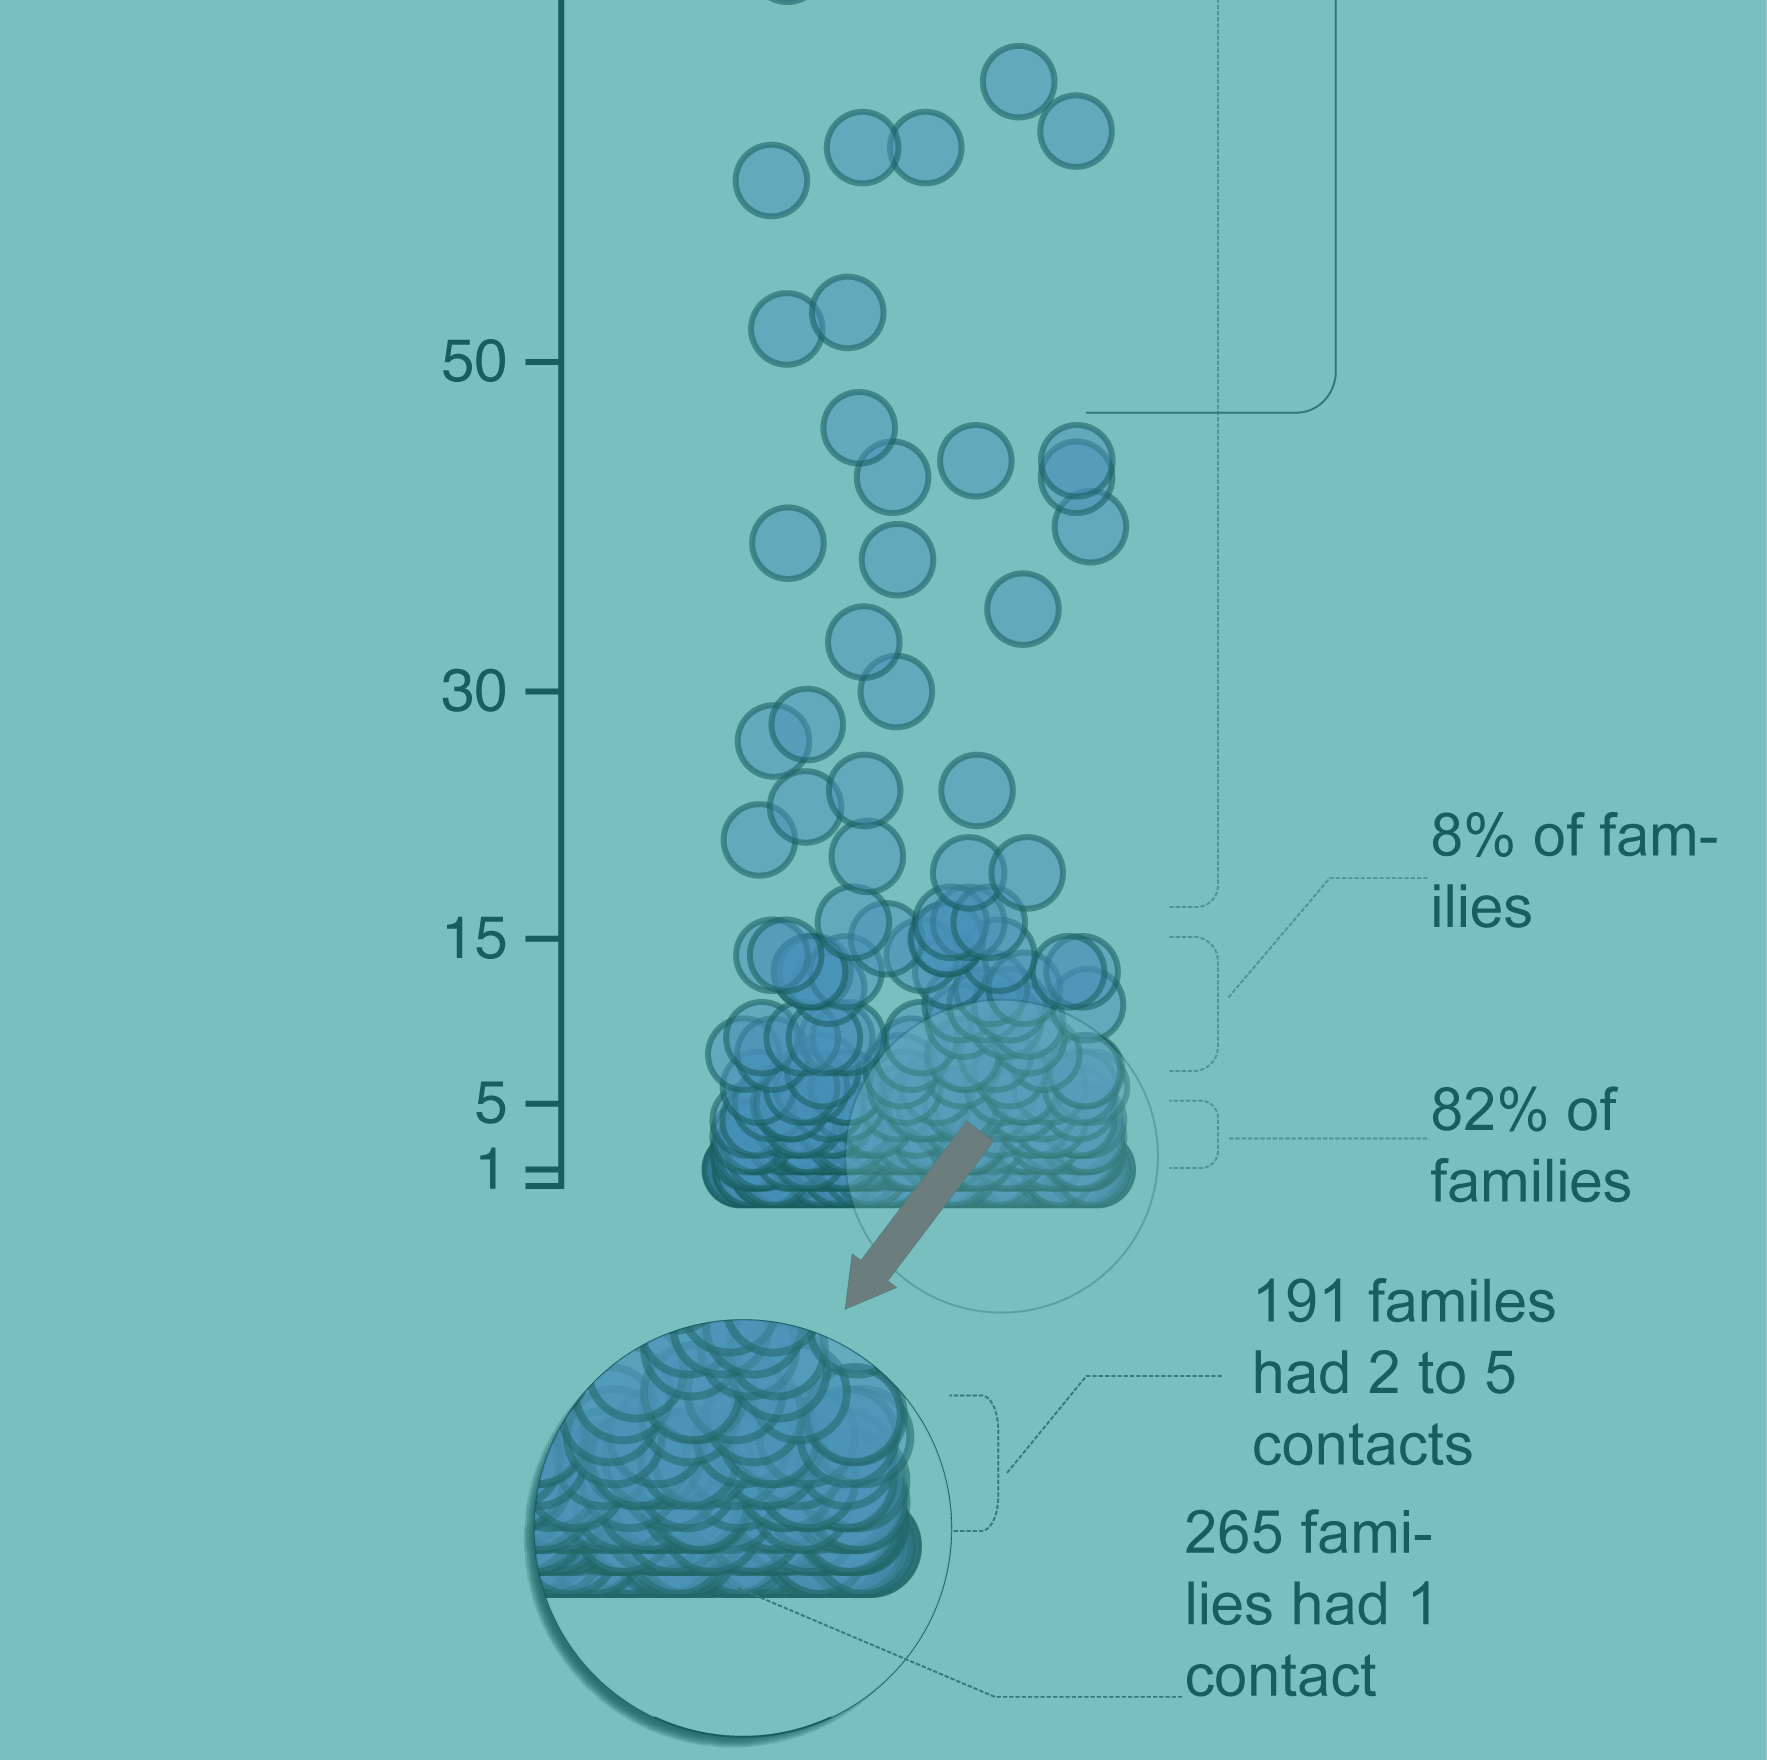 50
30
8% of fam-
ilies
15
5
82% of
families
1
191 familes
had 2 to 5
contacts
265 fami-
lies had 1
contact